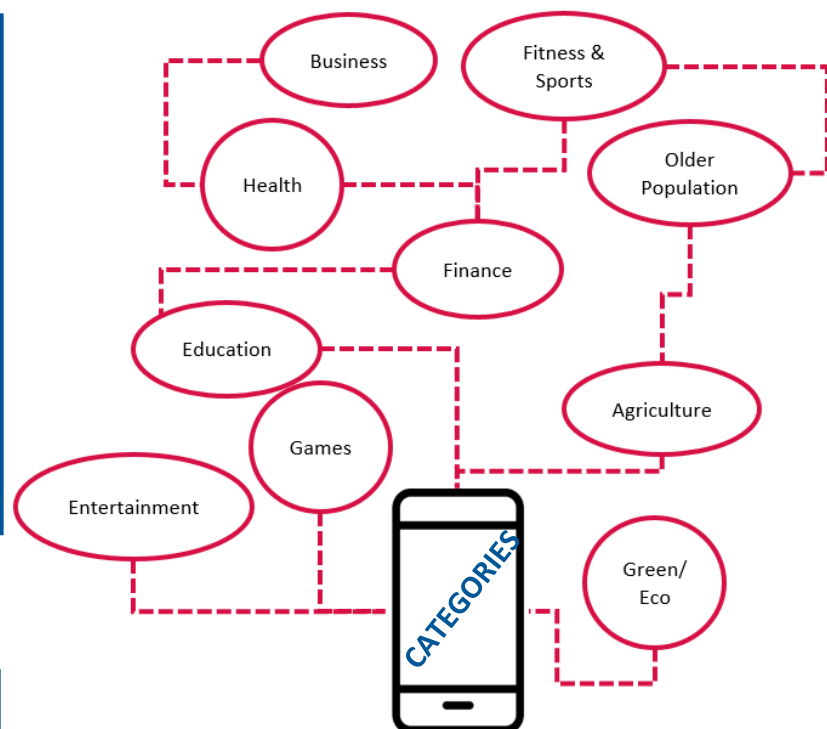 Business
Fitness &
Sports
Older
Population
Health
Finance
Education
Agriculture
Games
Entertainment
Green/
Eco
CATEGORIES